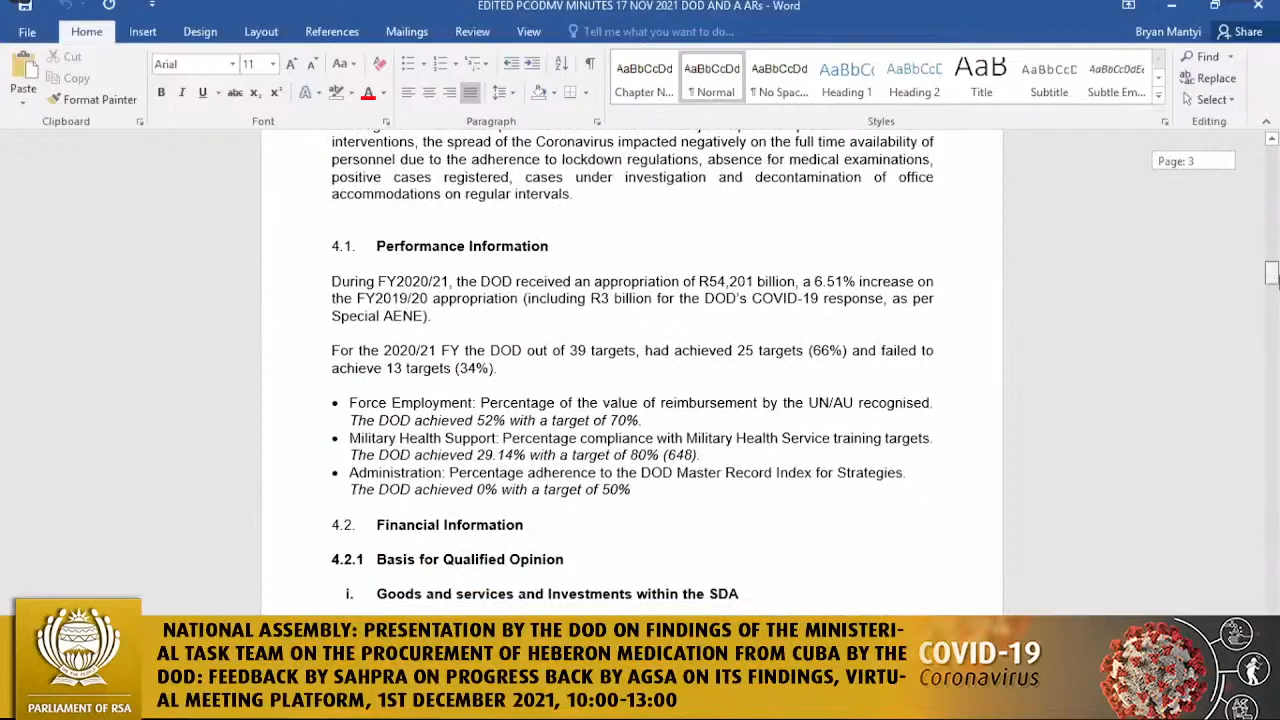 EDITED PCODMV MINUTES 17 NOV 2021 DOD AND A ARs - Word
File Home Insert Design Layout References Mailings Review View Tell me what you want to do... Bryan Mantyi Share
Paste
Cut
Copy
Format Painter
Clipboard
Arial 11
Font
Paragraph
AaBbCcDd AaBbCcDd AaBbCcDd AaBbCc AaBbCcDd AaB AaBbCcDd AaBbCcDdEe
Chapter N... ¶ Normal ¶ No Spac... Heading 1 Heading 2 Title Subtitle Subtle Em...
Styles
Find
Replace
Select
Editing
Page: 3
interventions, the spread of the Coronavirus impacted negatively on the full time availability of
personnel due to the adherence to lockdown regulations, absence for medical examinations,
positive cases registered, cases under investigation and decontamination of office
accommodations on regular intervals.
4.1. Performance Information
During FY2020/21, the DOD received an appropriation of R54,201 billion, a 6.51% increase on
the FY2019/20 appropriation (including R3 billion for the DOD's COVID-19 response, as per
Special AENE).
For the 2020/21 FY the DOD out of 39 targets, had achieved 25 targets (66%) and failed to
achieve 13 targets (34%).
• Force Employment: Percentage of the value of reimbursement by the UN/AU recognised.
The DOD achieved 52% with a target of 70%.
• Military Health Support: Percentage compliance with Military Health Service training targets.
The DOD achieved 29.14% with a target of 80% (648).
• Administration: Percentage adherence to the DOD Master Record Index for Strategies.
The DOD achieved 0% with a target of 50%
4.2. Financial Information
4.2.1 Basis for Qualified Opinion
i. Goods and services and Investments within the SDA
NATIONAL ASSEMBLY: PRESENTATION BY THE DOD ON FINDINGS OF THE MINISTERI-
AL TASK TEAM ON THE PROCUREMENT OF HEBERON MEDICATION FROM CUBA BY THE
DOD: FEEDBACK BY SAHPRA ON PROGRESS BACK BY AGSA ON ITS FINDINGS, VIRTU-
AL MEETING PLATFORM, 1ST DECEMBER 2021, 10:00-13:00
PARLIAMENT OF RSA
COVID-19
Coronavirus